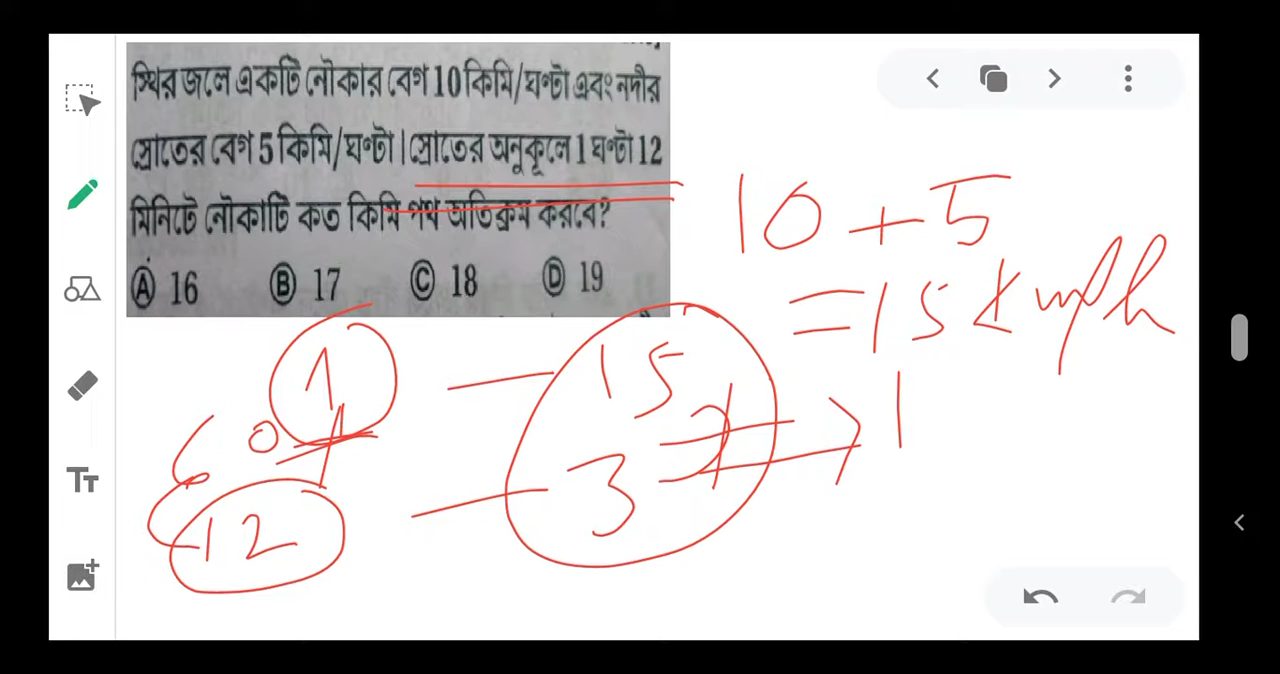 স্থির জলে একটি নৌকার বেগ 10 কিমি/ঘণ্টা এবং নদীর
স্রোতের বেগ 5 কিমি/ঘণ্টা। স্রোতের অনুকূলে 1 ঘণ্টা 12
মিনিটে নৌকাটি কত কিমি পথ অতিক্রম করবে?
Ⓐ 16 Ⓑ 17 Ⓒ 18 Ⓓ 19
10 + 5
= 15 kmph
1 — 15
60
12 — 3
1
Tт